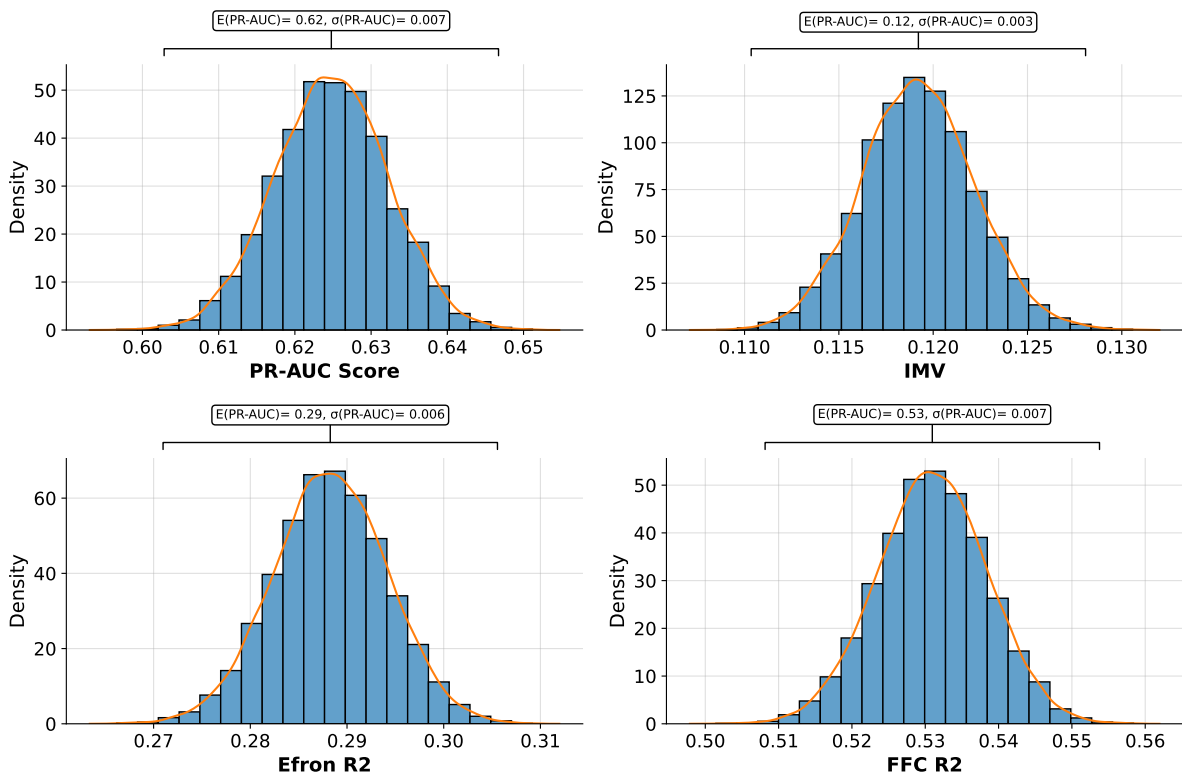 E(PR-AUC)= 0.62, σ(PR-AUC)= 0.007
50
40
30
20
10
0
Density
0.60 0.61 0.62 0.63 0.64 0.65
PR-AUC Score
E(PR-AUC)= 0.12, σ(PR-AUC)= 0.003
125
100
75
50
25
0
Density
0.110 0.115 0.120 0.125 0.130
IMV
E(PR-AUC)= 0.29, σ(PR-AUC)= 0.006
60
40
20
0
Density
0.27 0.28 0.29 0.30 0.31
Efron R2
E(PR-AUC)= 0.53, σ(PR-AUC)= 0.007
50
40
30
20
10
0
Density
0.50 0.51 0.52 0.53 0.54 0.55 0.56
FFC R2